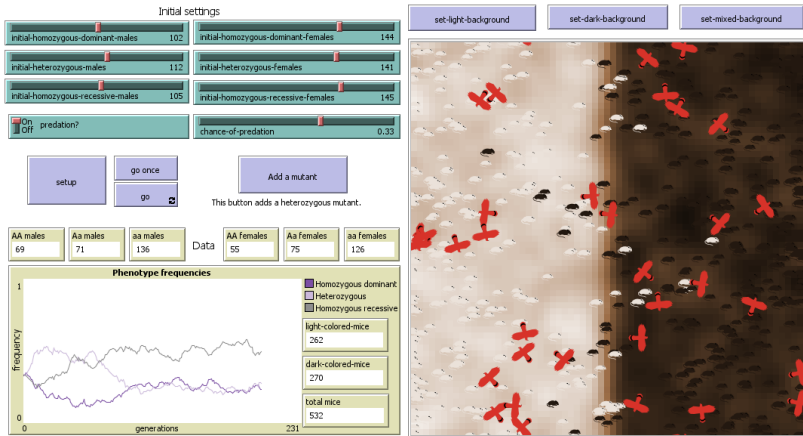 Initial settings
initial-homozygous-dominant-males 102
initial-homozygous-dominant-females 144
initial-heterozygous-males 112
initial-heterozygous-females 141
initial-homozygous-recessive-males 105
initial-homozygous-recessive-females 145
On
Off
predation?
chance-of-predation 0.33
setup
go once
go
Add a mutant
This button adds a heterozygous mutant.
set-light-background
set-dark-background
set-mixed-background
AA males
69
Aa males
71
aa males
136
Data
AA females
55
Aa females
75
aa females
126
Phenotype frequencies
1
frequency
0
0
generations
231
Homozygous dominant
Heterozygous
Homozygous recessive
light-colored-mice
262
dark-colored-mice
270
total mice
532